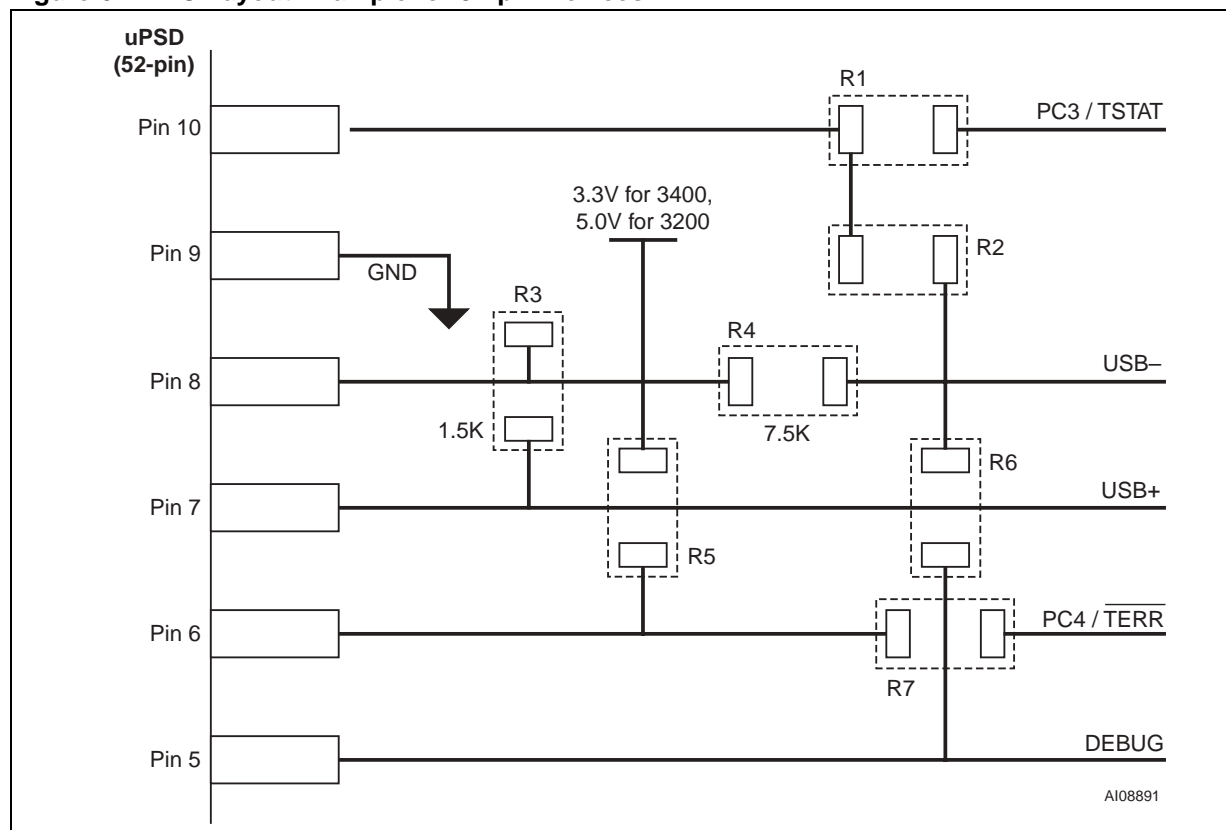 uPSD
(52-pin)
R1
Pin 10
PC3 / TSTAT
3.3V for 3400,
5.0V for 3200
Pin 9
R2
GND
R3
R4
Pin 8
USB–
1.5K
7.5K
R6
Pin 7
USB+
R5
Pin 6
PC4 / TERR
R7
Pin 5
DEBUG
AI08891